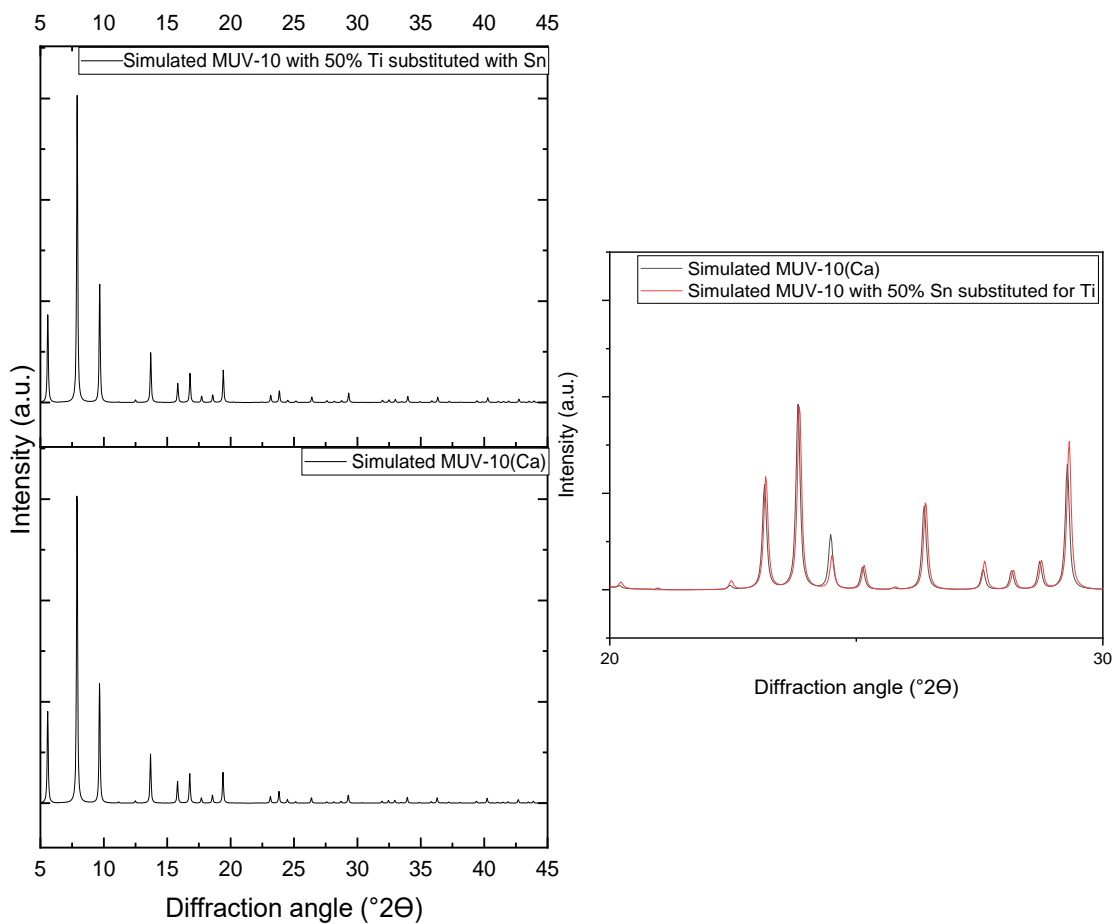 5 10 15 20 25 30 35 40 45
Simulated MUV-10 with 50% Ti substituted with Sn
Intensity (a.u.)
Simulated MUV-10(Ca)
5 10 15 20 25 30 35 40 45
Diffraction angle (°2Ɵ)
Simulated MUV-10(Ca)
Simulated MUV-10 with 50% Sn substituted for Ti
Intensity (a.u.)
20 30
Diffraction angle (°2Ɵ)